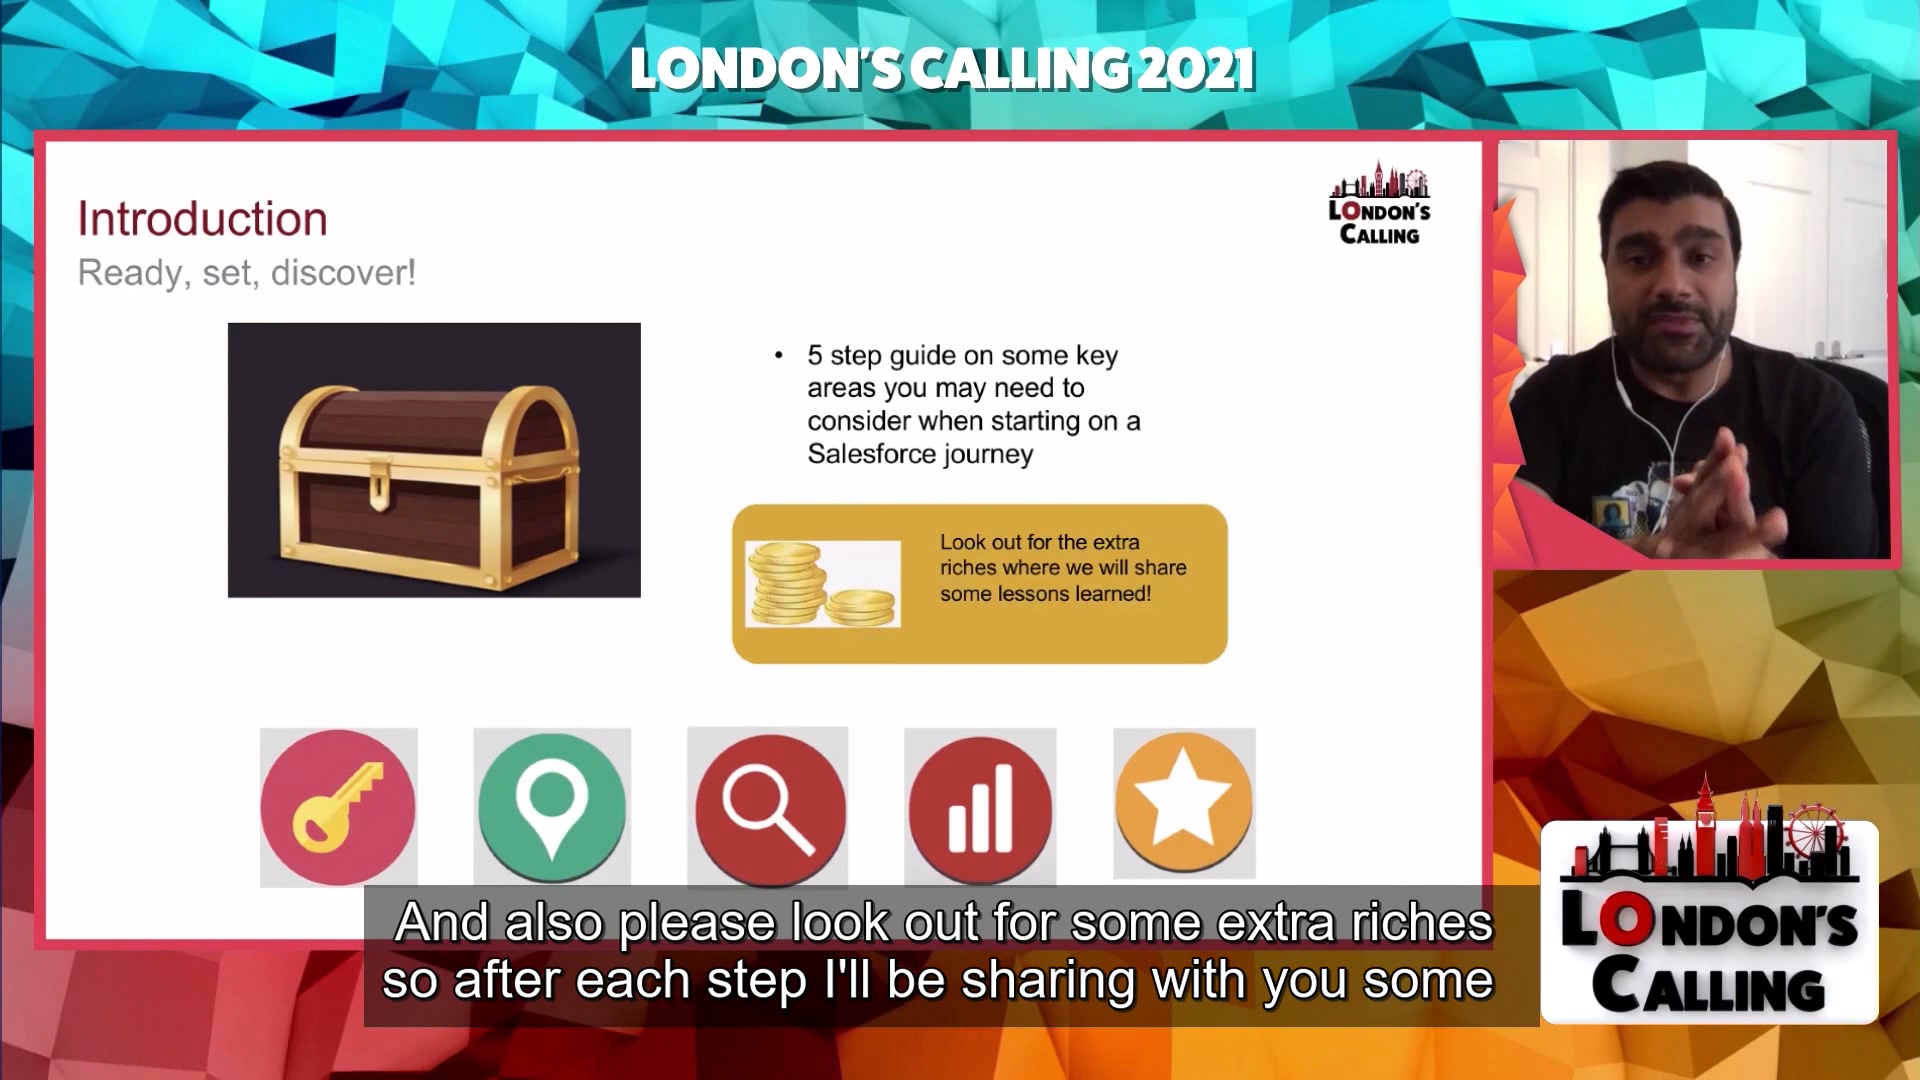 LONDON'S CALLING 2021
Introduction
Ready, set, discover!
LONDON'S
CALLING
• 5 step guide on some key
areas you may need to
consider when starting on a
Salesforce journey
Look out for the extra
riches where we will share
some lessons learned!
And also please look out for some extra riches
so after each step I'll be sharing with you some
LONDON'S
CALLING